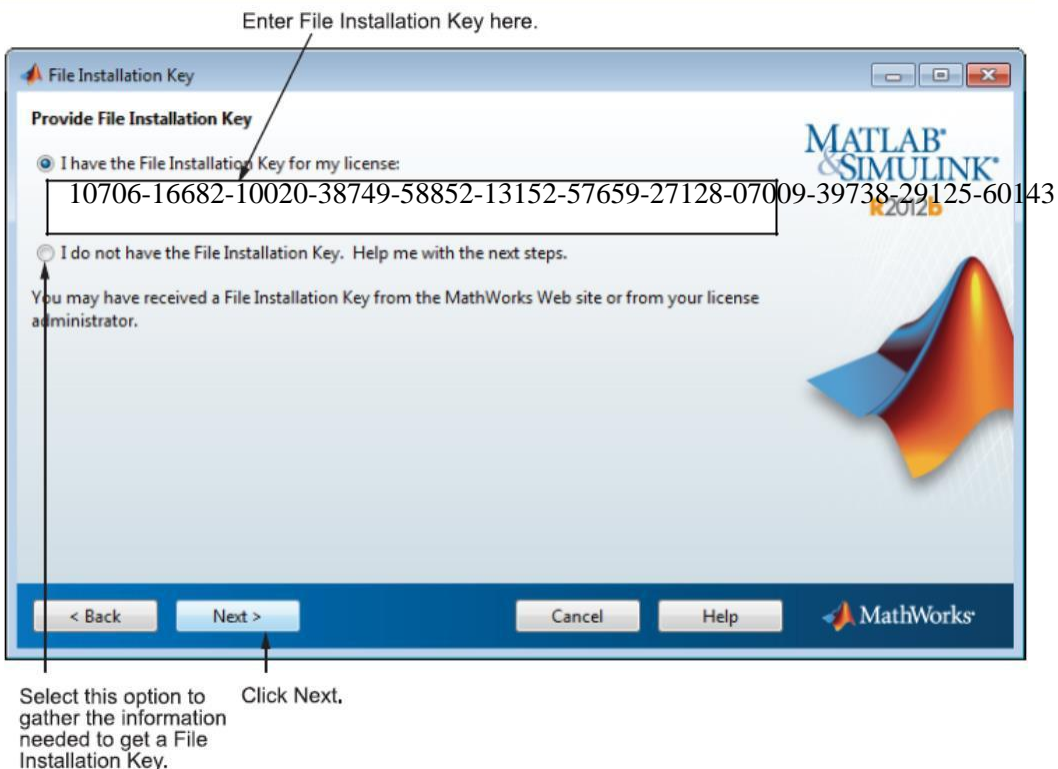 Enter File Installation Key here.
File Installation Key
Provide File Installation Key
MATLAB®
&SIMULINK®
R2012b
I have the File Installation Key for my license:
10706-16682-10020-38749-58852-13152-57659-27128-07009-39738-29125-60143
I do not have the File Installation Key.  Help me with the next steps.
You may have received a File Installation Key from the MathWorks Web site or from your license
administrator.
< Back
Next >
Cancel
Help
MathWorks®
Select this option to
gather the information
needed to get a File
Installation Key.
Click Next.